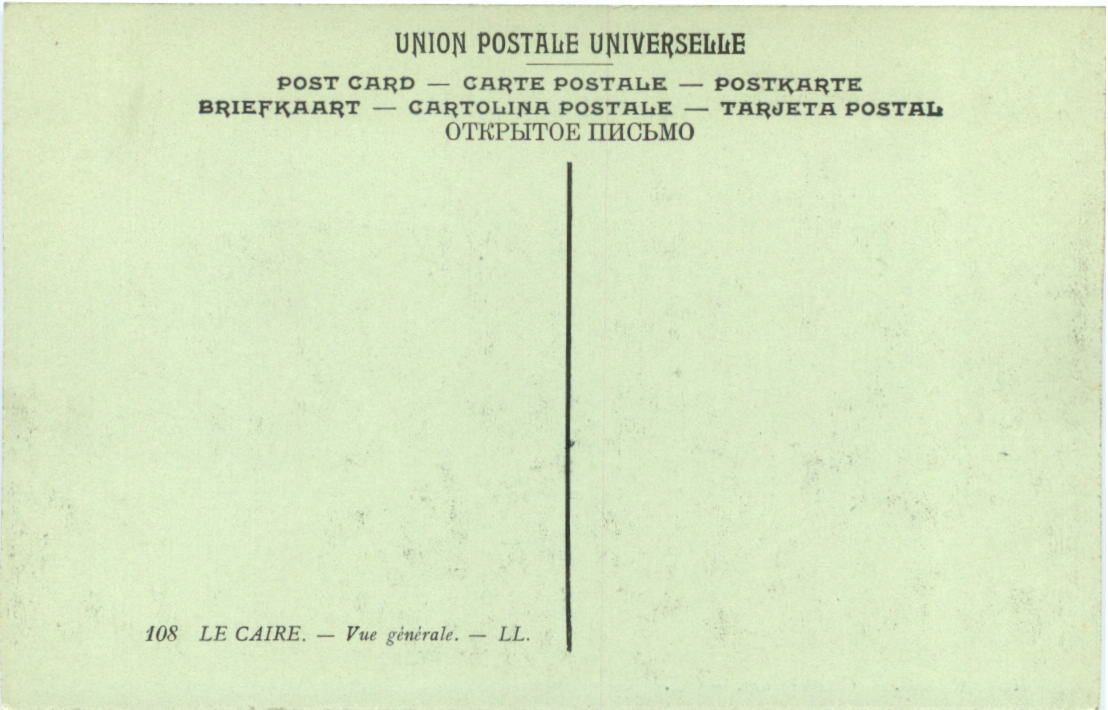 UNION POSTALE UNIVERSELLE
POST CARD — CARTE POSTALE — POSTKARTE
BRIEFKAART — CARTOLINA POSTALE — TARJETA POSTAL
ОТКРЫТОЕ ПИСЬМО
108 LE CAIRE. — Vue générale. — LL.